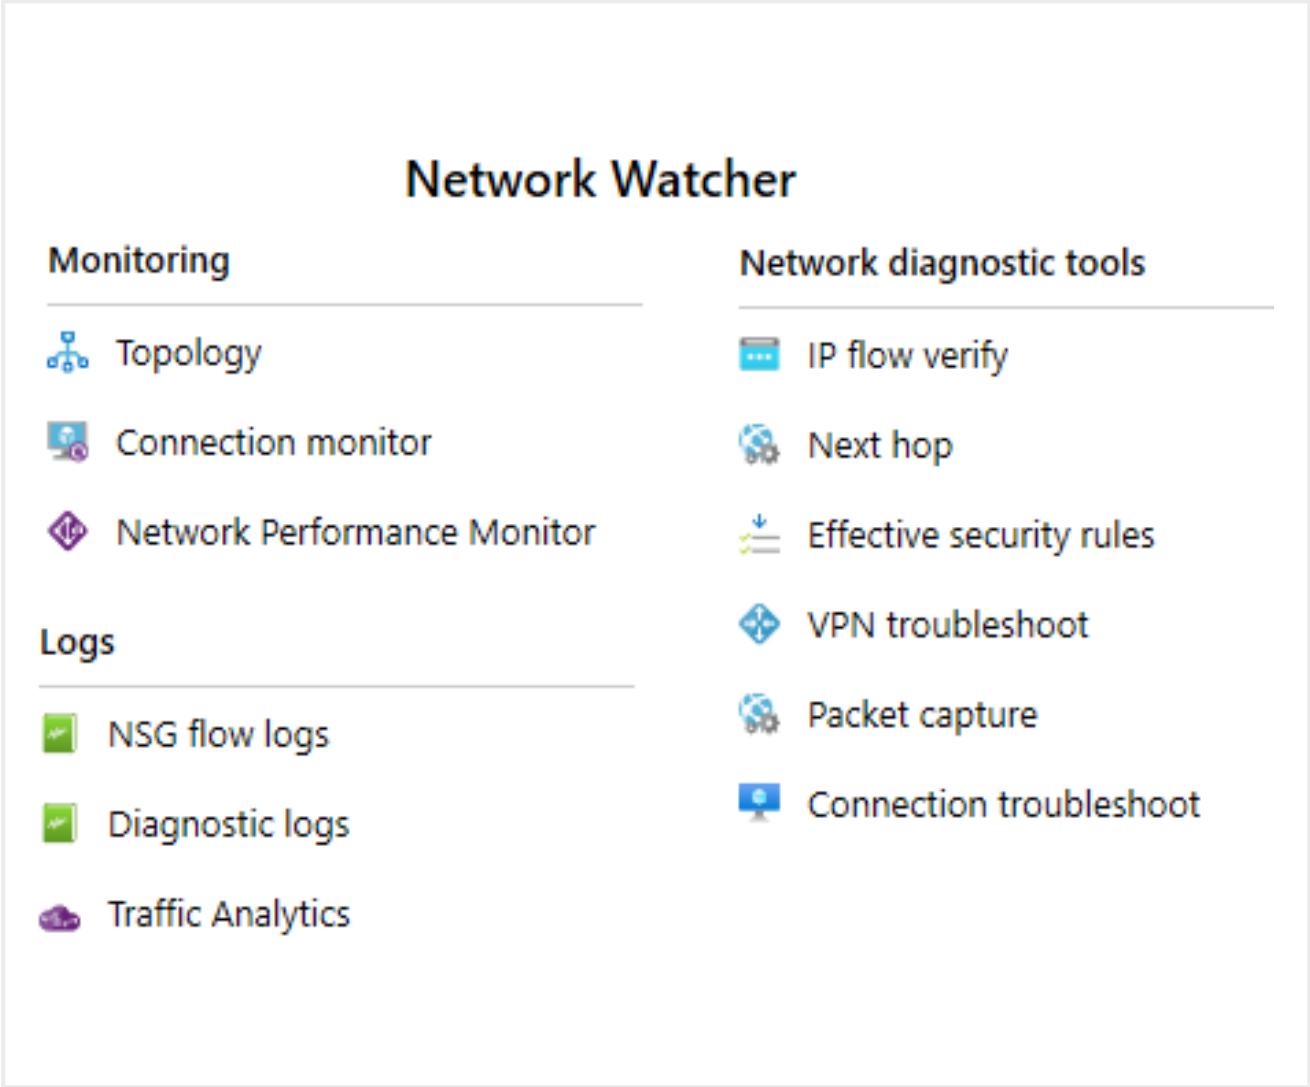 Network Watcher
Monitoring
Topology
Connection monitor
Network Performance Monitor
Logs
NSG flow logs
Diagnostic logs
Traffic Analytics
Network diagnostic tools
IP flow verify
Next hop
Effective security rules
VPN troubleshoot
Packet capture
Connection troubleshoot